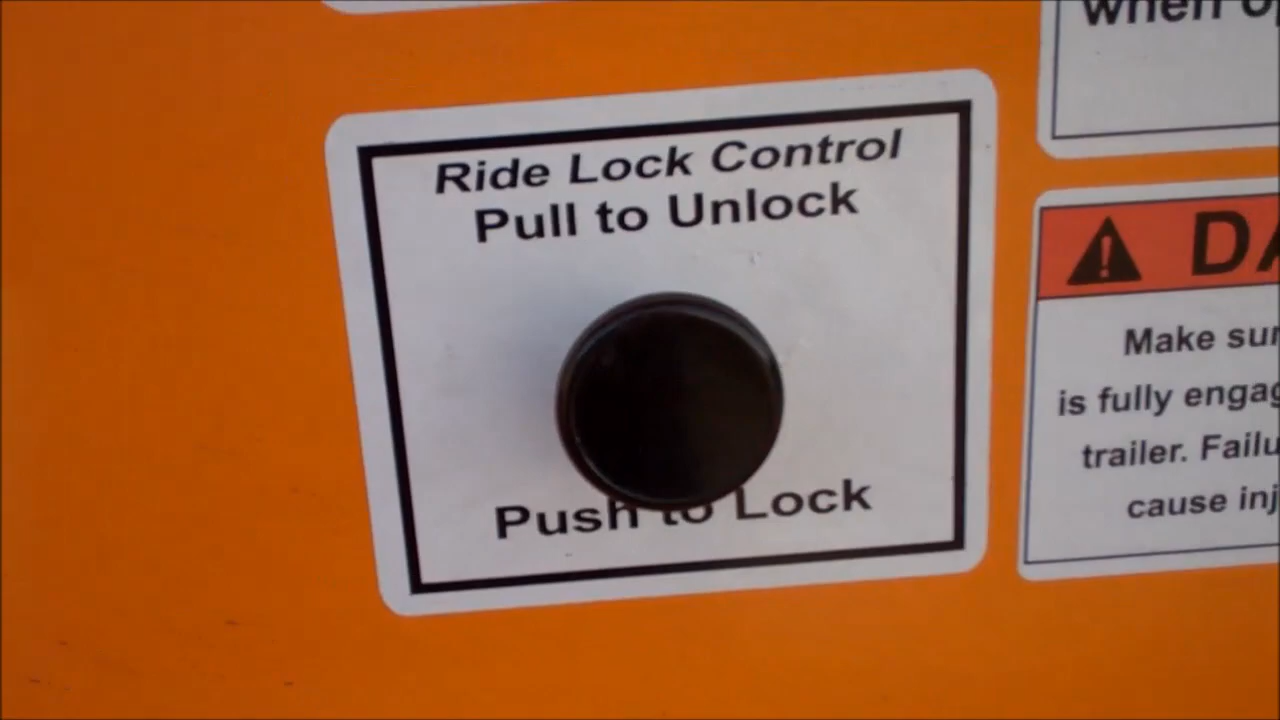 when
Ride Lock Control
Pull to Unlock
Push to Lock
DA
Make sur
is fully engag
trailer. Failu
cause inj